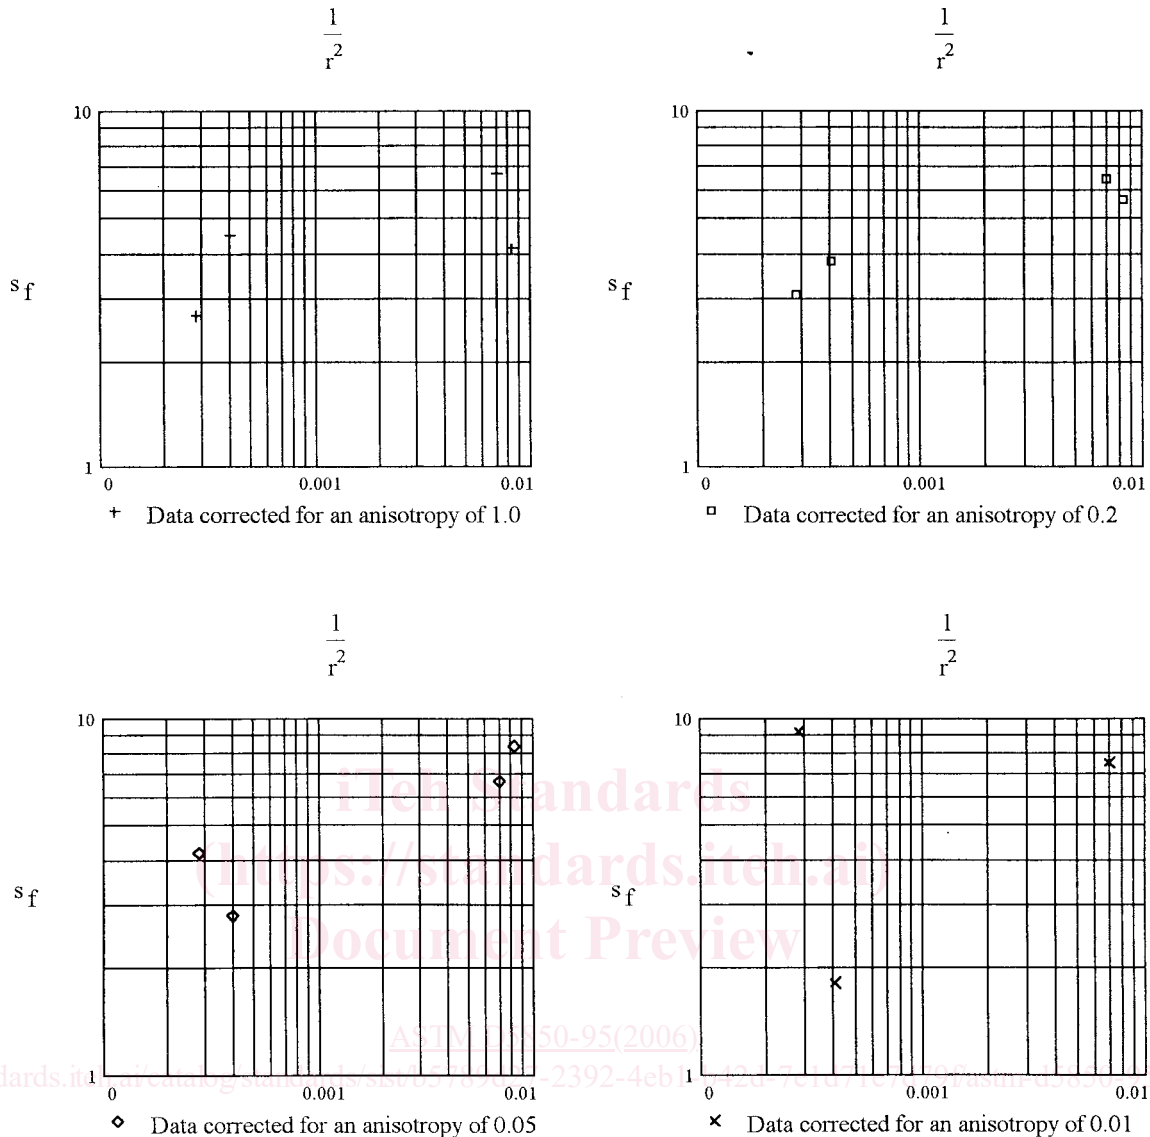 1
r2
1
r2
10
s f
1
0 0.001 0.01
+ Data corrected for an anisotropy of 1.0
10
s f
1
0 0.001 0.01
□ Data corrected for an anisotropy of 0.2
1
r2
1
r2
10
s f
1
0 0.001 0.01
◇ Data corrected for an anisotropy of 0.05
10
s f
1
0 0.001 0.01
× Data corrected for an anisotropy of 0.01
iTeh Standards
(https://standards.iteh.ai)
Document Preview
ASTM D5850-95(2006)